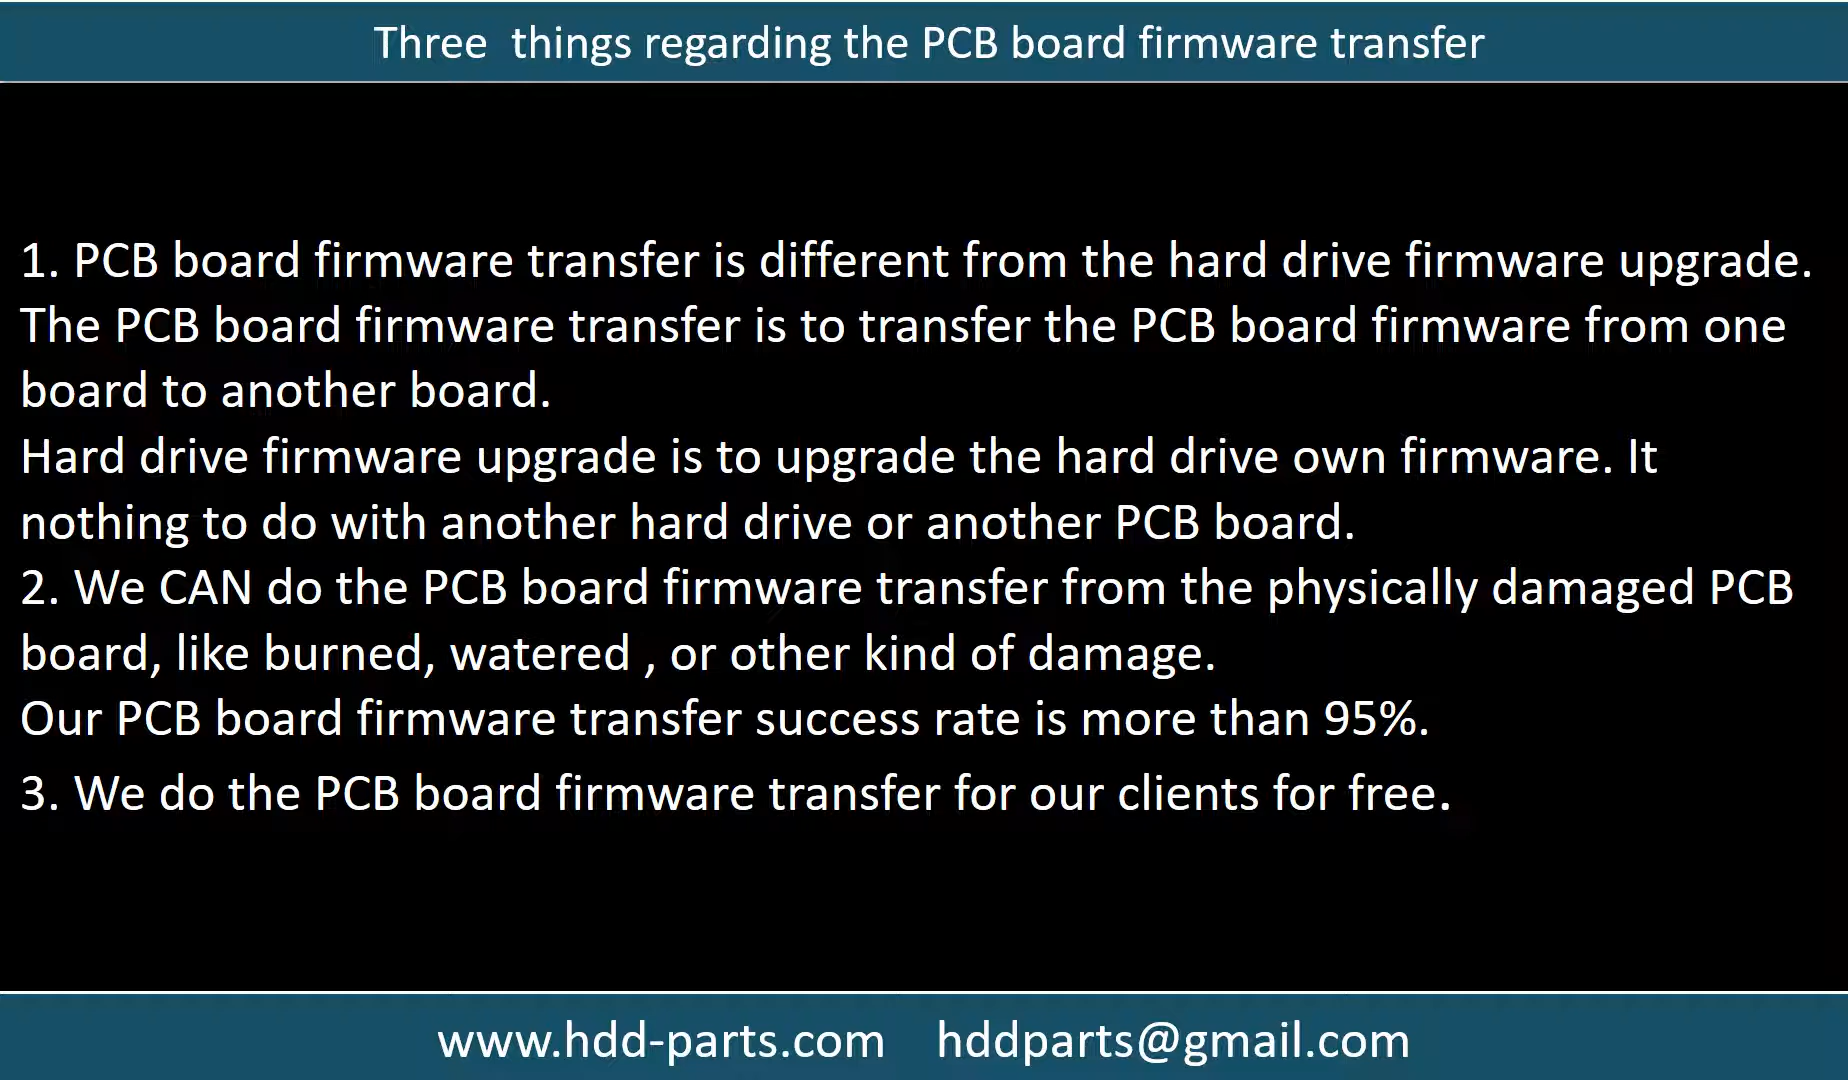 Three  things regarding the PCB board firmware transfer
1. PCB board firmware transfer is different from the hard drive firmware upgrade.
The PCB board firmware transfer is to transfer the PCB board firmware from one
board to another board.
Hard drive firmware upgrade is to upgrade the hard drive own firmware. It
nothing to do with another hard drive or another PCB board.
2. We CAN do the PCB board firmware transfer from the physically damaged PCB
board, like burned, watered , or other kind of damage.
Our PCB board firmware transfer success rate is more than 95%.
3. We do the PCB board firmware transfer for our clients for free.
www.hdd-parts.com    hddparts@gmail.com